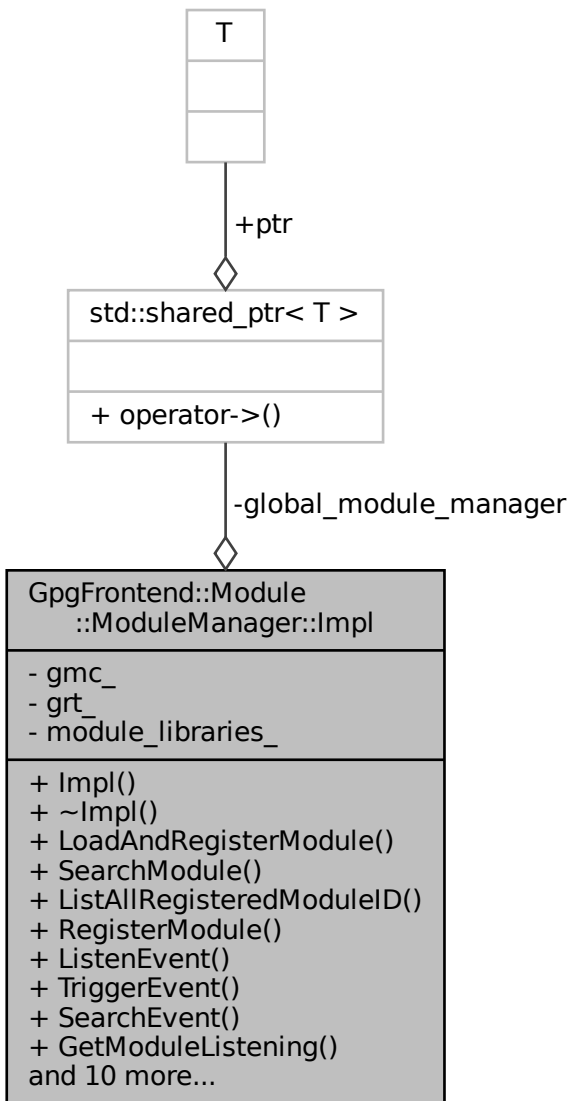 T
+ptr
std::shared_ptr< T >
+ operator->()
-global_module_manager
GpgFrontend::Module
::ModuleManager::Impl
- gmc_
- grt_
- module_libraries_
+ Impl()
+ ~Impl()
+ LoadAndRegisterModule()
+ SearchModule()
+ ListAllRegisteredModuleID()
+ RegisterModule()
+ ListenEvent()
+ TriggerEvent()
+ SearchEvent()
+ GetModuleListening()
and 10 more...